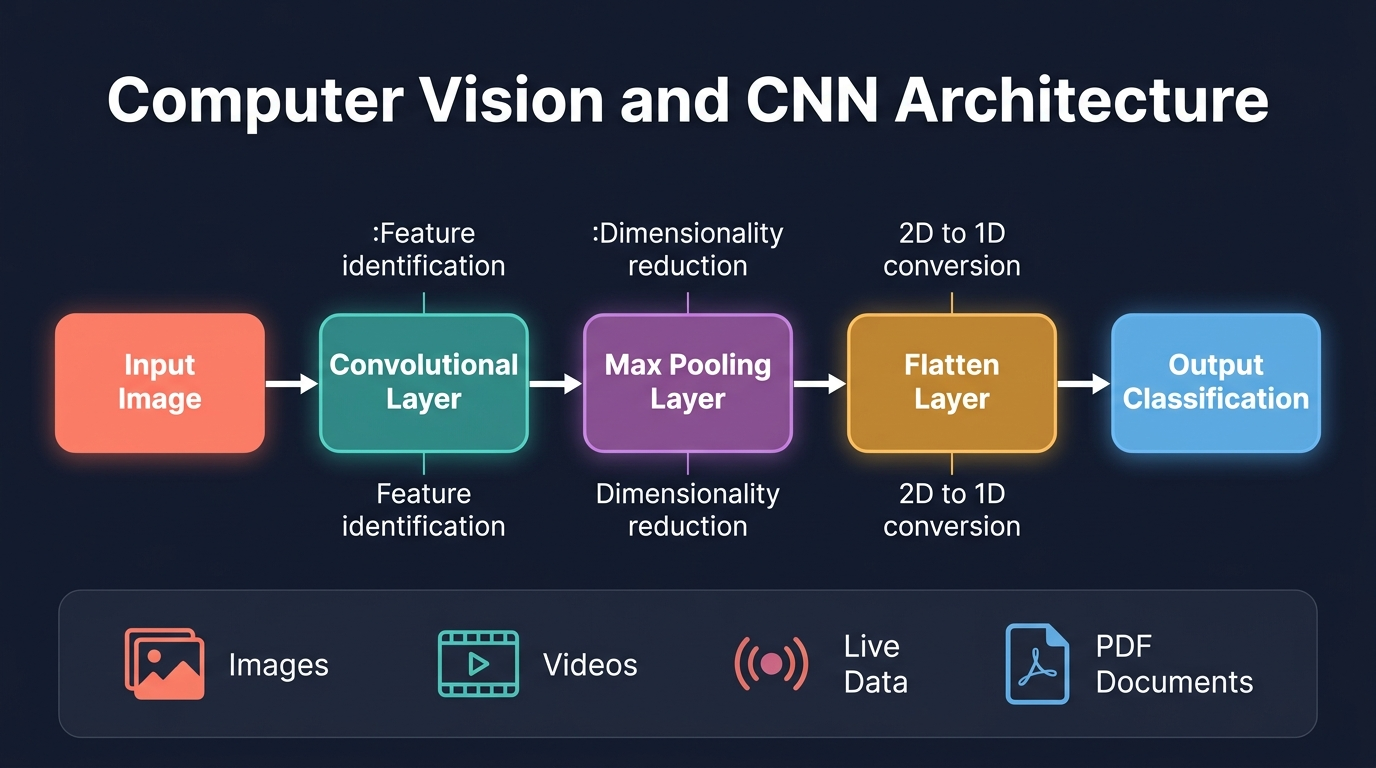 Computer Vision and CNN Architecture
:Feature
identification
:Dimensionality
reduction
2D to 1D
conversion
Input
Image
Convolutional
Layer
Max Pooling
Layer
Flatten
Layer
Output
Classification
Feature
identification
Dimensionality
reduction
2D to 1D
conversion
Images
Videos
Live
Data
PDF
Documents